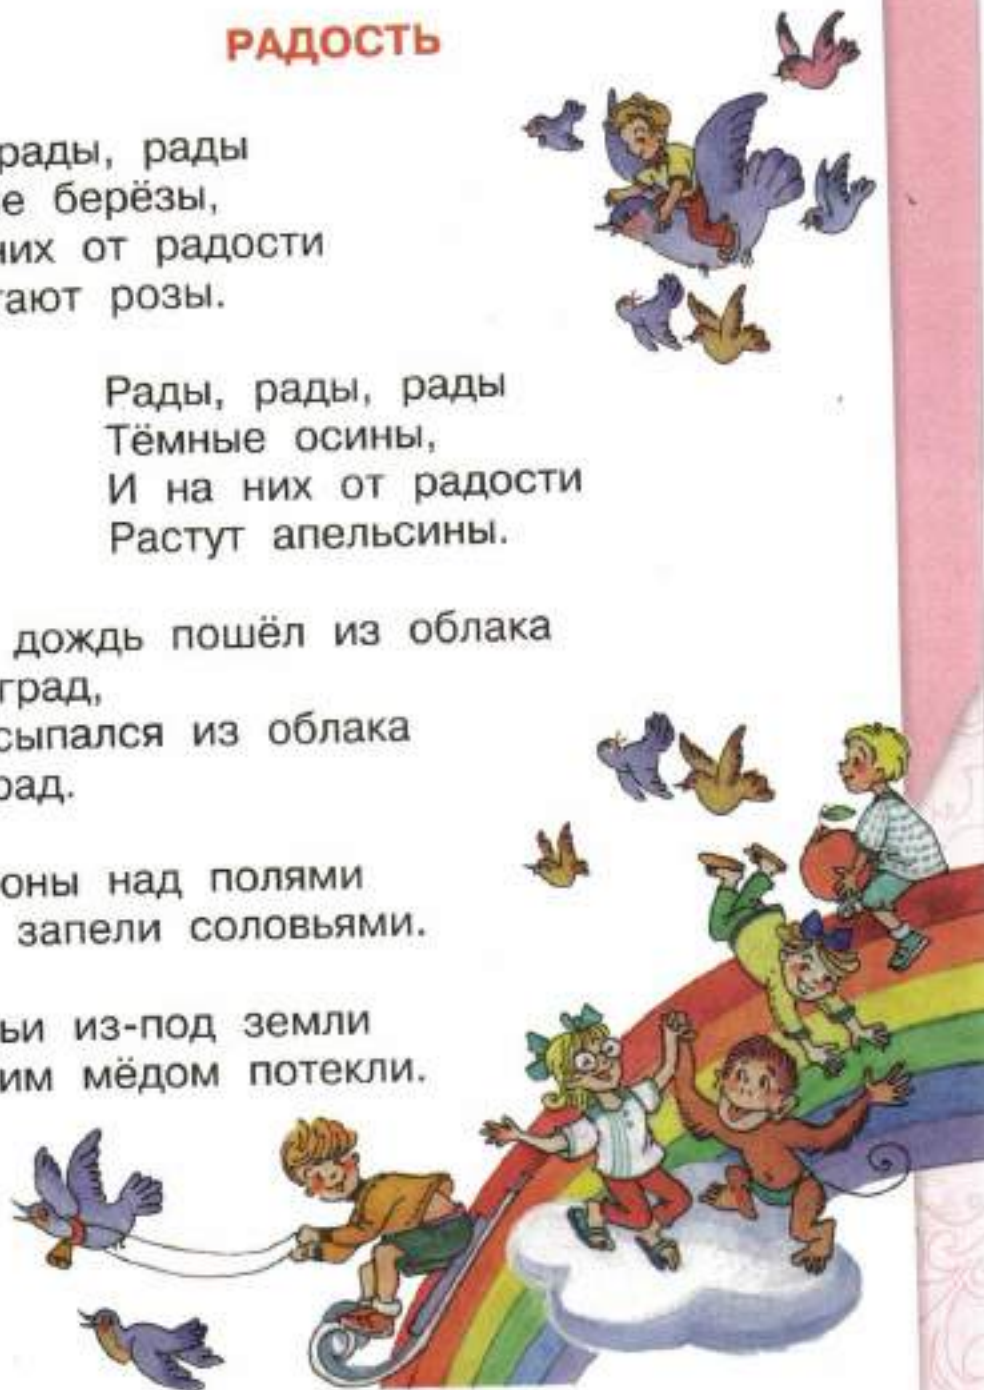 РАДОСТЬ
рады, рады
е берёзы,
них от радости
тают розы.
Рады, рады, рады
Тёмные осины,
И на них от радости
Растут апельсины.
дождь пошёл из облака
град,
сыпался из облака
рад.
оны над полями
запели соловьями.
ьи из-под земли
им мёдом потекли.